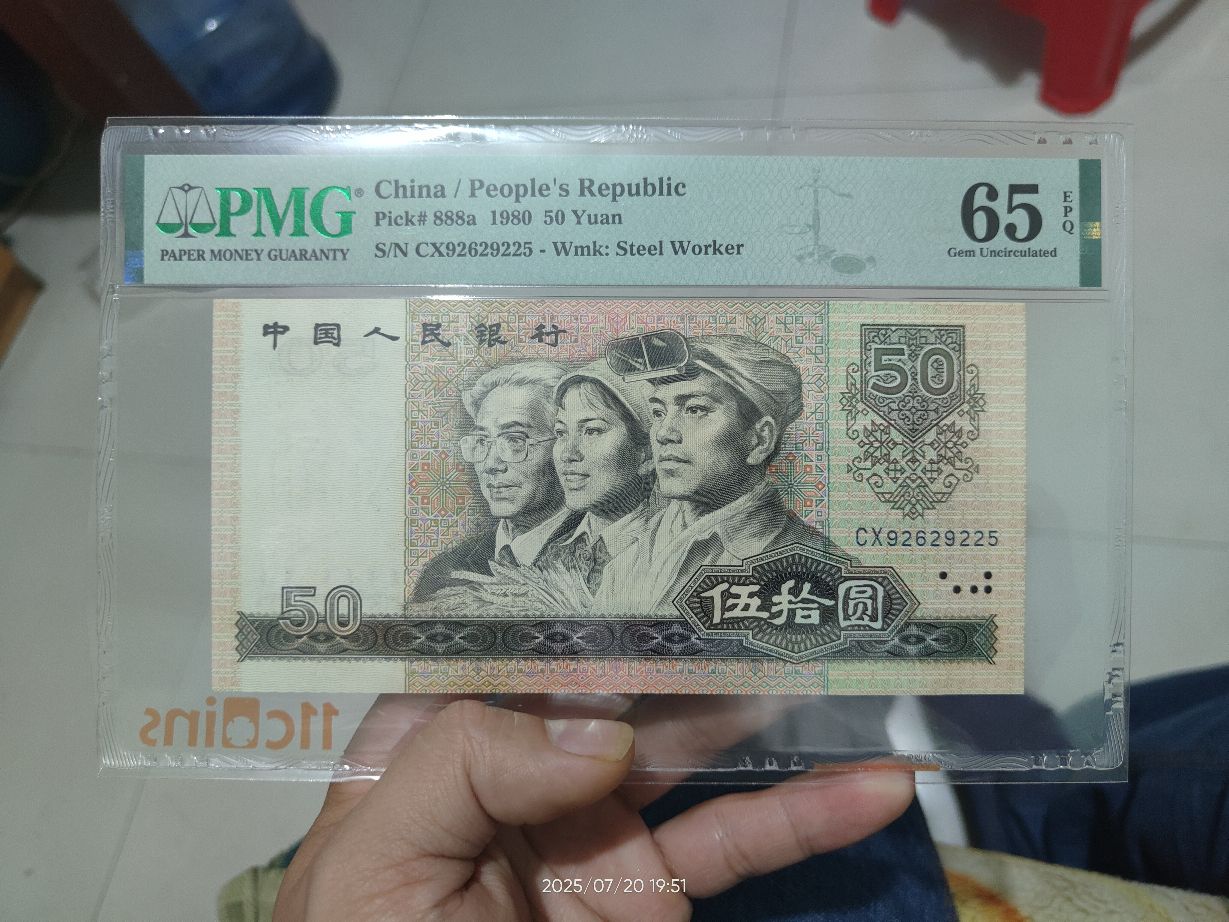 PMG®
PAPER MONEY GUARANTY
China / People's Republic
Pick# 888a 1980 50 Yuan
S/N CX92629225 - Wmk: Steel Worker
65
EPQ
Gem Uncirculated
中国人民银行
50
CX92629225
50
伍拾圆
11coins
2025/07/20 19:51